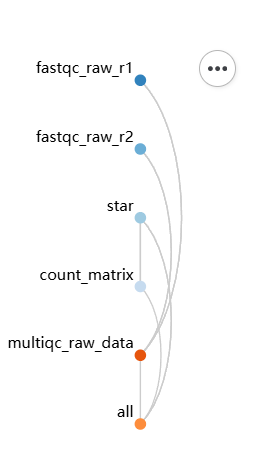 fastqc_raw_r1
fastqc_raw_r2
star
count_matrix
multiqc_raw_data
all